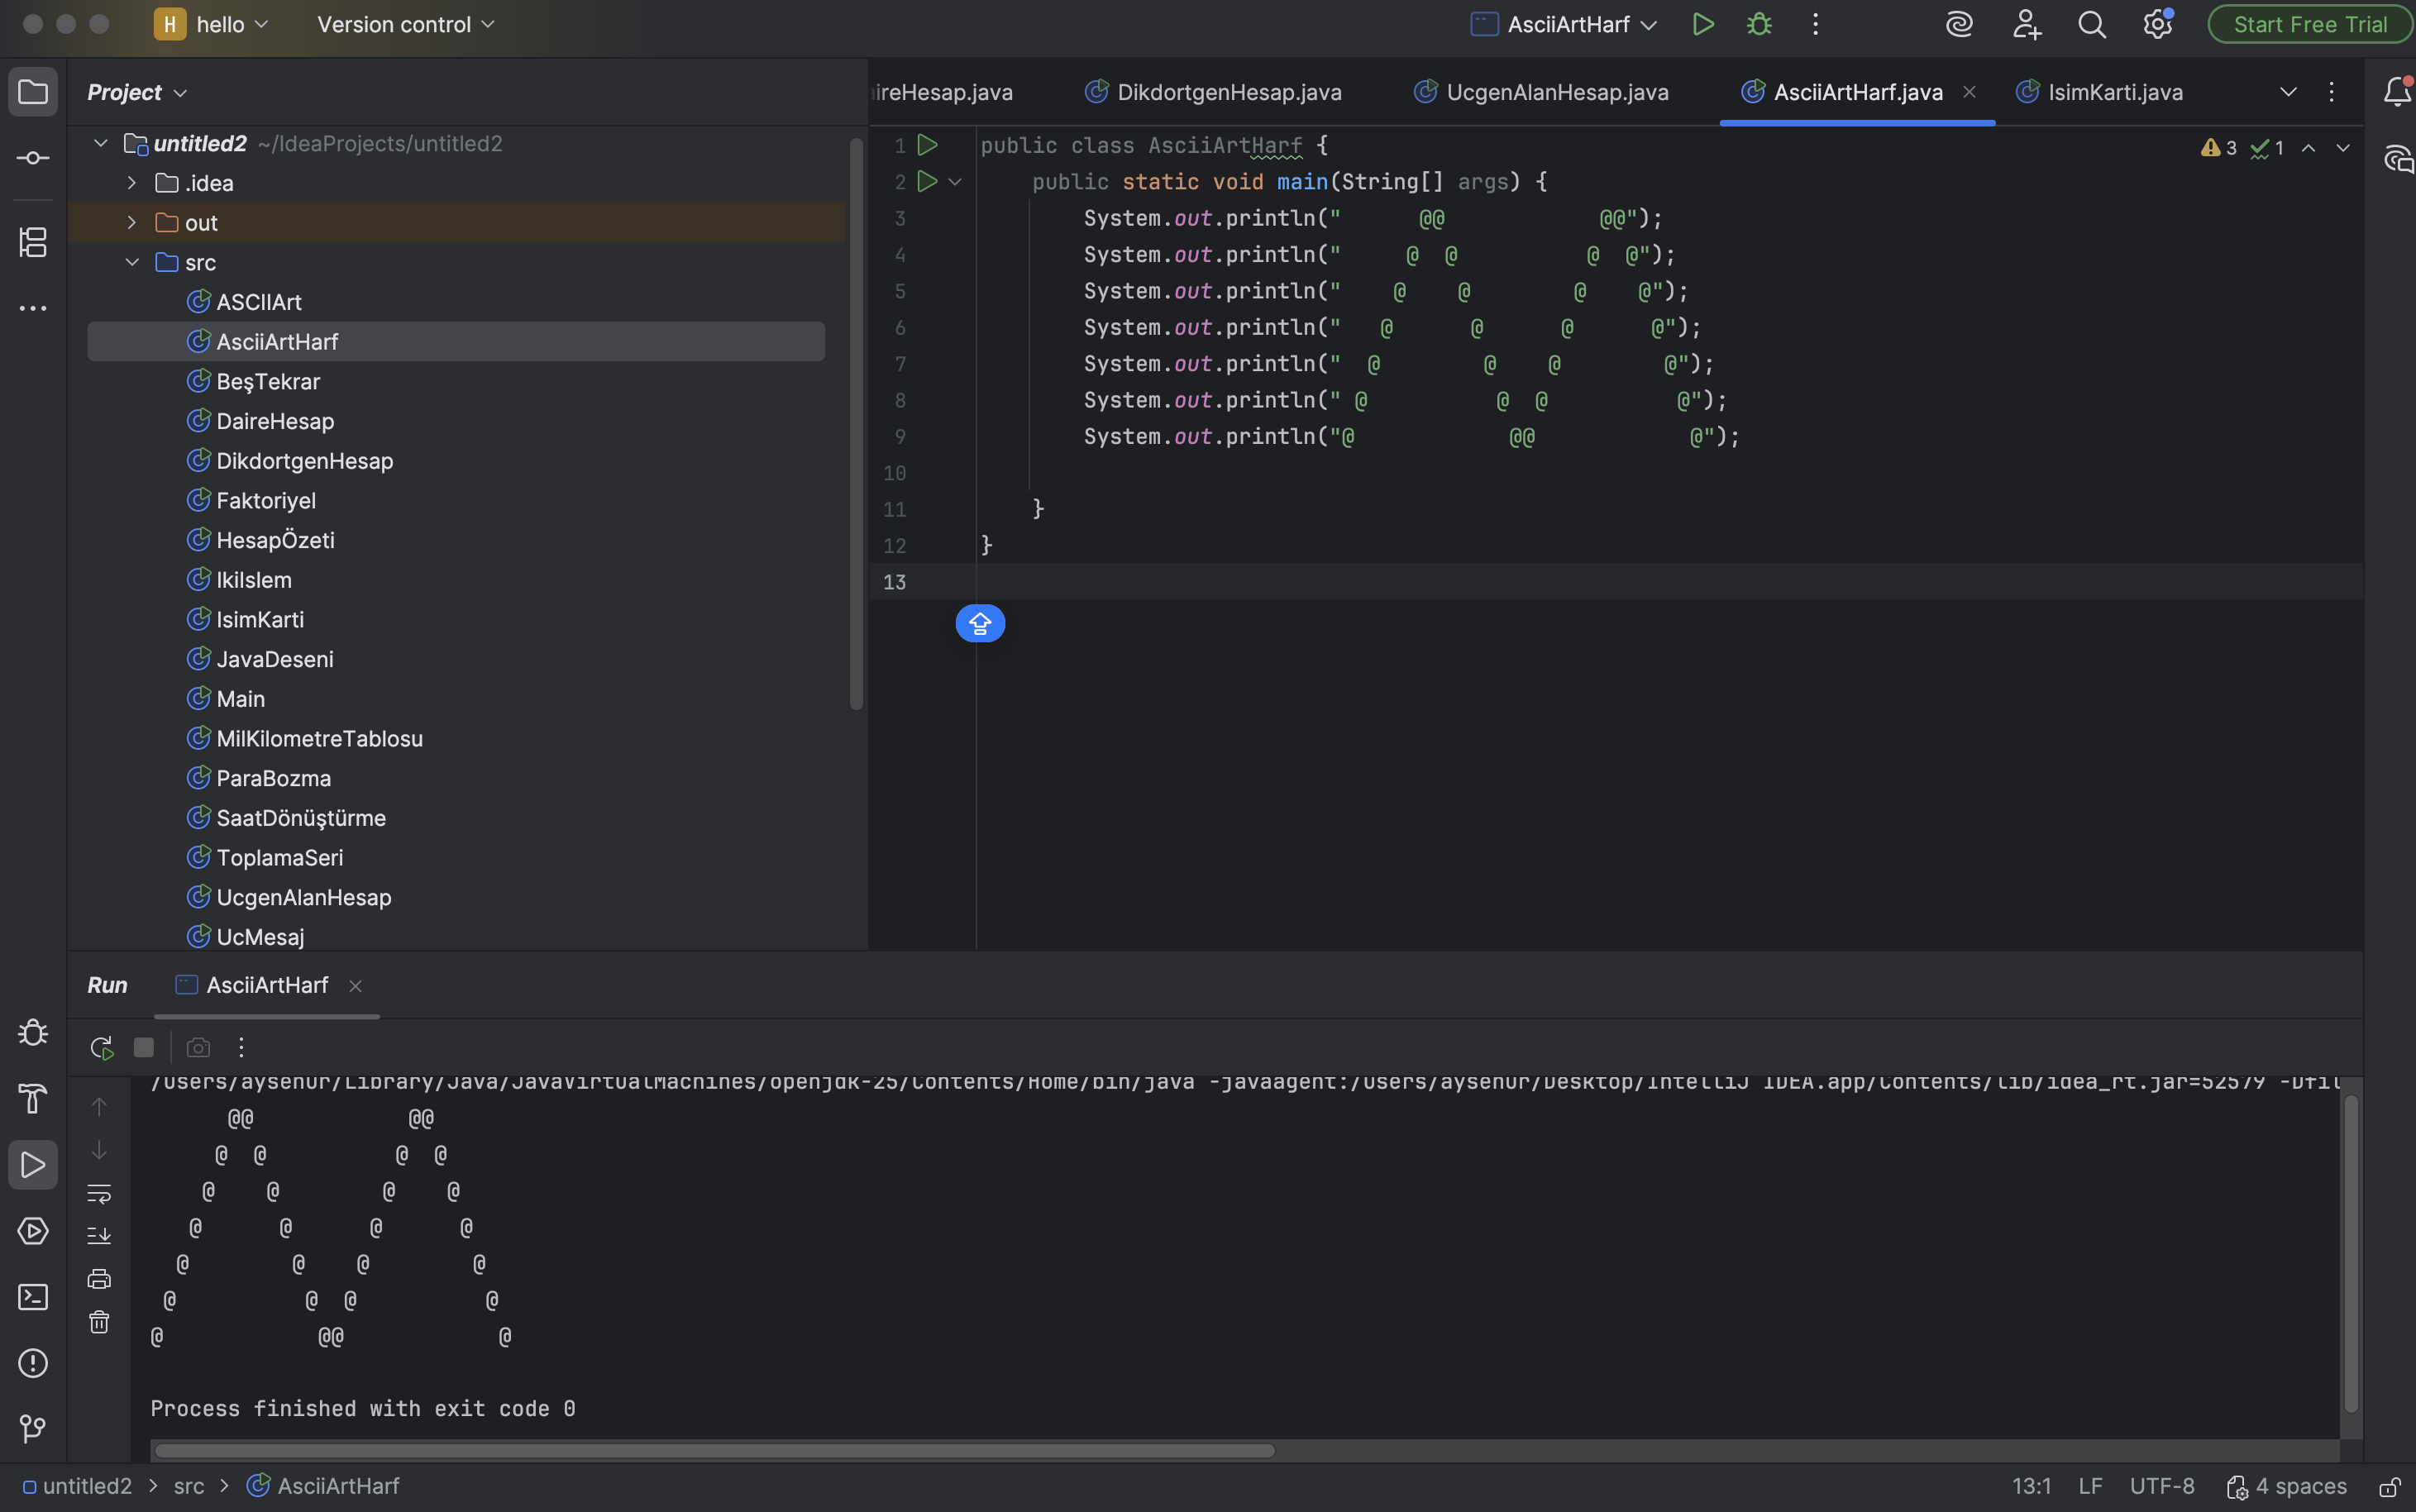 H hello Version control AsciiArtHarf Start Free Trial
Project
ireHesap.java DikdortgenHesap.java UcgenAlanHesap.java AsciiArtHarf.java IsimKarti.java
untitled2 ~/IdeaProjects/untitled2
.idea
out
src
ASCIIArt
AsciiArtHarf
BeşTekrar
DaireHesap
DikdortgenHesap
Faktoriyel
HesapÖzeti
IkiIslem
IsimKarti
JavaDeseni
Main
MilKilometreTablosu
ParaBozma
SaatDönüştürme
ToplamaSeri
UcgenAlanHesap
UcMesaj
1 public class AsciiArtHarf {
3 1
2     public static void main(String[] args) {
3         System.out.println("      @@            @@");
4         System.out.println("     @  @          @  @");
5         System.out.println("    @    @        @    @");
6         System.out.println("   @      @      @      @");
7         System.out.println("  @        @    @        @");
8         System.out.println(" @          @  @          @");
9         System.out.println("@            @@            @");
10
11     }
12 }
13
Run AsciiArtHarf
/Users/aysenur/Library/Java/JavaVirtualMachines/openjdk-25/Contents/Home/bin/java -javaagent:/Users/aysenur/Desktop/IntelliJ IDEA.app/Contents/lib/idea_rt.jar=52579 -Dfil
      @@            @@
     @  @          @  @
    @    @        @    @
   @      @      @      @
  @        @    @        @
 @          @  @          @
@            @@            @
Process finished with exit code 0
untitled2 > src > AsciiArtHarf 13:1 LF UTF-8 4 spaces